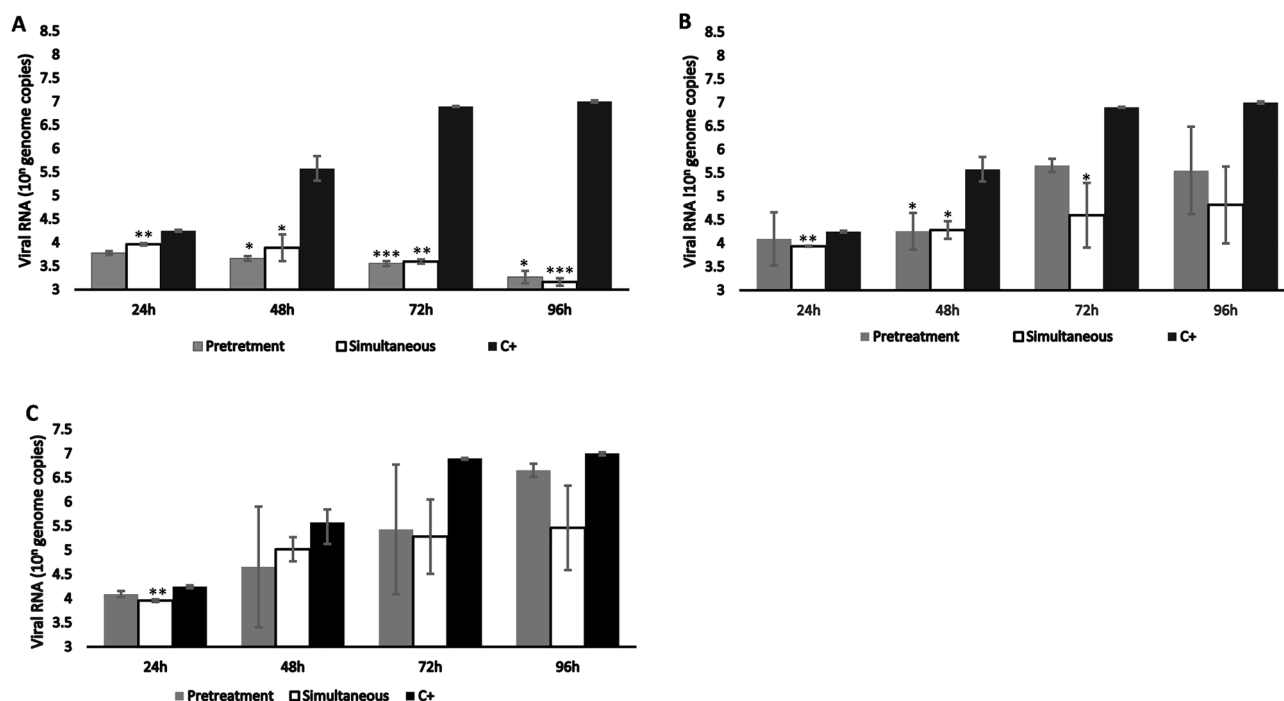 A
Viral RNA (10ⁿ genome copies)
8.5
8
7.5
7
6.5
6
5.5
5
4.5
4
3.5
3
** * * *** ** * ***
24h 48h 72h 96h
Pretretment Simultaneous C+
B
Viral RNA l10ⁿ genome copies)
8.5
8
7.5
7
6.5
6
5.5
5
4.5
4
3.5
3
** * * *
24h 48h 72h 96h
Pretreatment Simultaneous C+
C
Viral RNA (10ⁿ genome copies)
7.5
7
6.5
6
5.5
5
4.5
4
3.5
3
**
24h 48h 72h 96h
Pretreatment Simultaneous C+